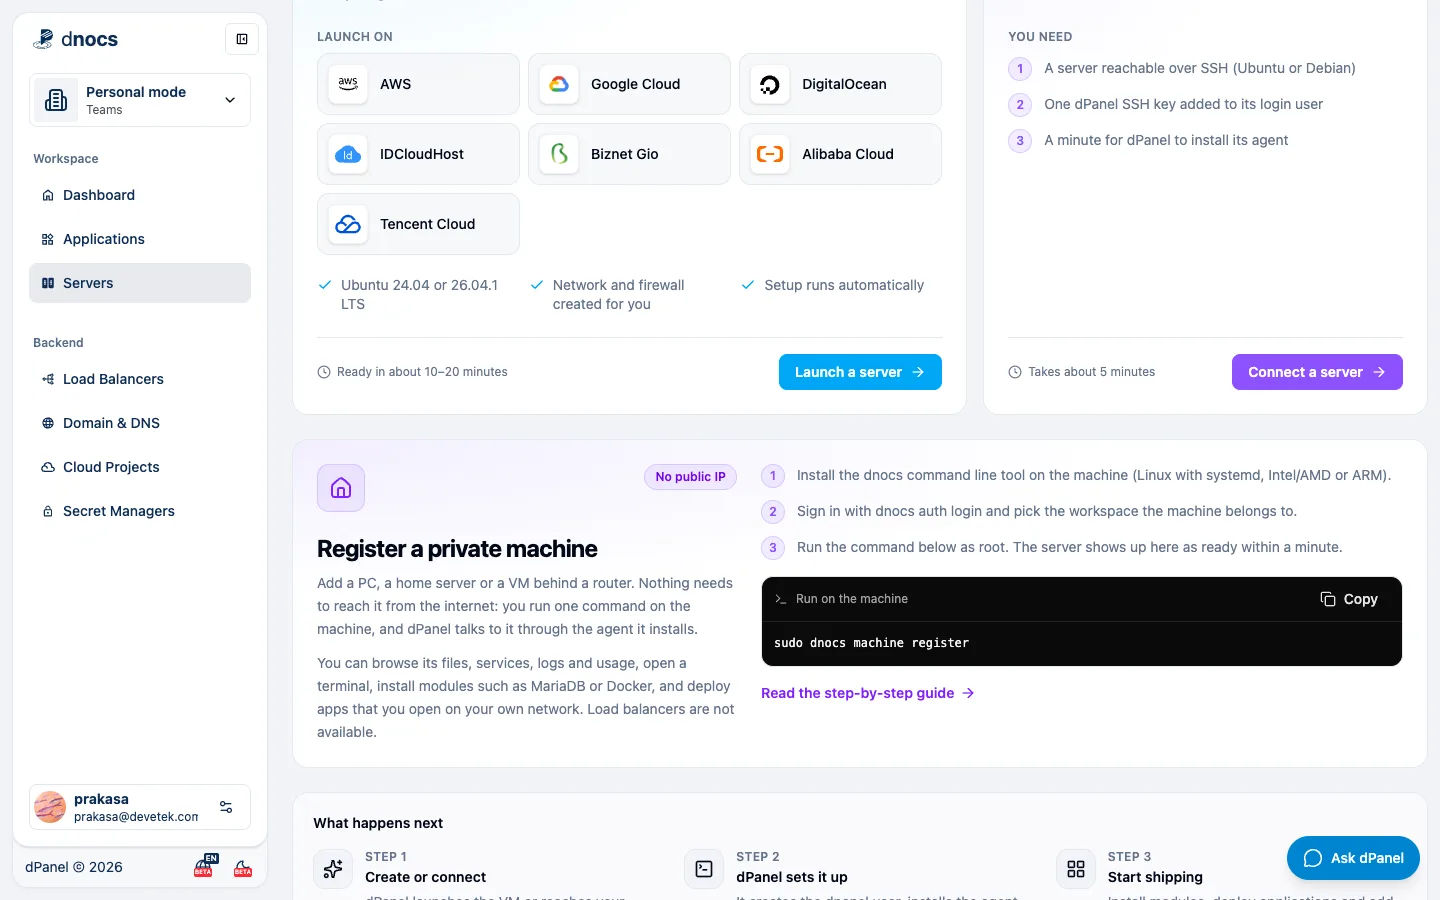 dnocs
Personal mode
Teams
Workspace
Dashboard
Applications
Servers
Backend
Load Balancers
Domain & DNS
Cloud Projects
Secret Managers
prakasa
prakasa@devetek.com
dPanel © 2026
EN
BETA
BETA
LAUNCH ON
aws
AWS
Google Cloud
DigitalOcean
Id
IDCloudHost
Biznet Gio
Alibaba Cloud
Tencent Cloud
Ubuntu 24.04 or 26.04.1
LTS
Network and firewall
created for you
Setup runs automatically
Ready in about 10–20 minutes
Launch a server
YOU NEED
1 A server reachable over SSH (Ubuntu or Debian)
2 One dPanel SSH key added to its login user
3 A minute for dPanel to install its agent
Takes about 5 minutes
Connect a server
No public IP
Register a private machine
Add a PC, a home server or a VM behind a router. Nothing needs
to reach it from the internet: you run one command on the
machine, and dPanel talks to it through the agent it installs.
You can browse its files, services, logs and usage, open a
terminal, install modules such as MariaDB or Docker, and deploy
apps that you open on your own network. Load balancers are not
available.
1 Install the dnocs command line tool on the machine (Linux with systemd, Intel/AMD or ARM).
2 Sign in with dnocs auth login and pick the workspace the machine belongs to.
3 Run the command below as root. The server shows up here as ready within a minute.
Run on the machine
Copy
sudo dnocs machine register
Read the step-by-step guide
What happens next
STEP 1
Create or connect
STEP 2
dPanel sets it up
STEP 3
Start shipping
Ask dPanel